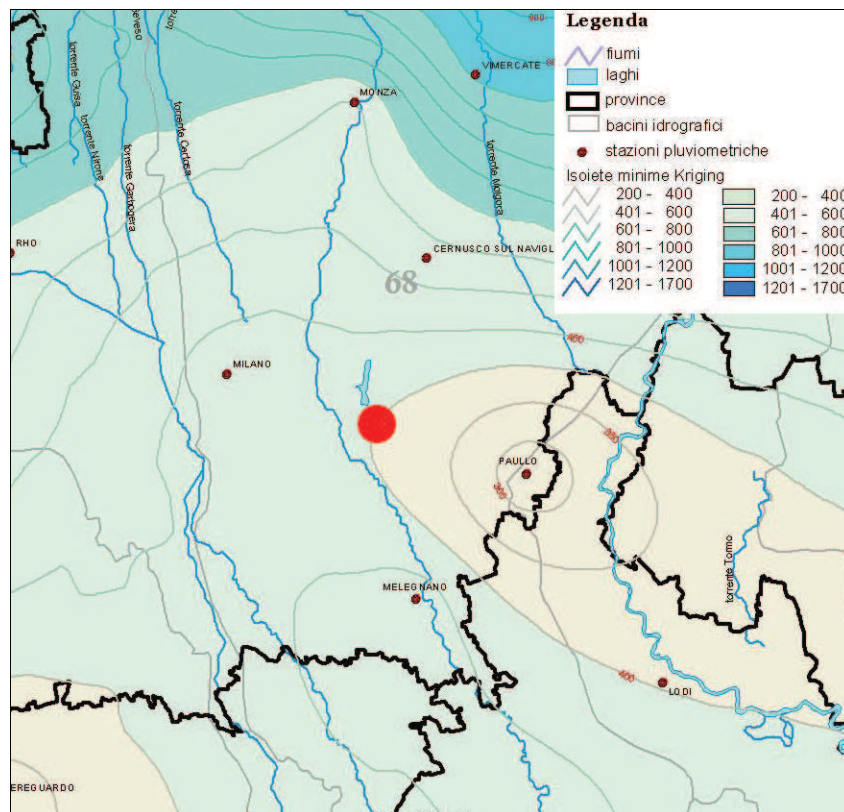 Legenda
fiumi
laghi
province
bacini idrografici
stazioni pluviometriche
Isoiete minime Kriging
200 - 400
401 - 600
601 - 800
801 - 1000
1001 - 1200
1201 - 1700
200 - 400
401 - 600
601 - 800
801 - 1000
1001 - 1200
1201 - 1700
VIMERCATE
MONZA
torrente Guisa
torrente Nirone
torrente Garbogera
torrente Certosa
torrente Molgora
RHO
CERNUSCO SUL NAVIGL
68
400
MILANO
PAULLO
MELEGNANO
torrente Tormo
400
LODI
EREGUARDO